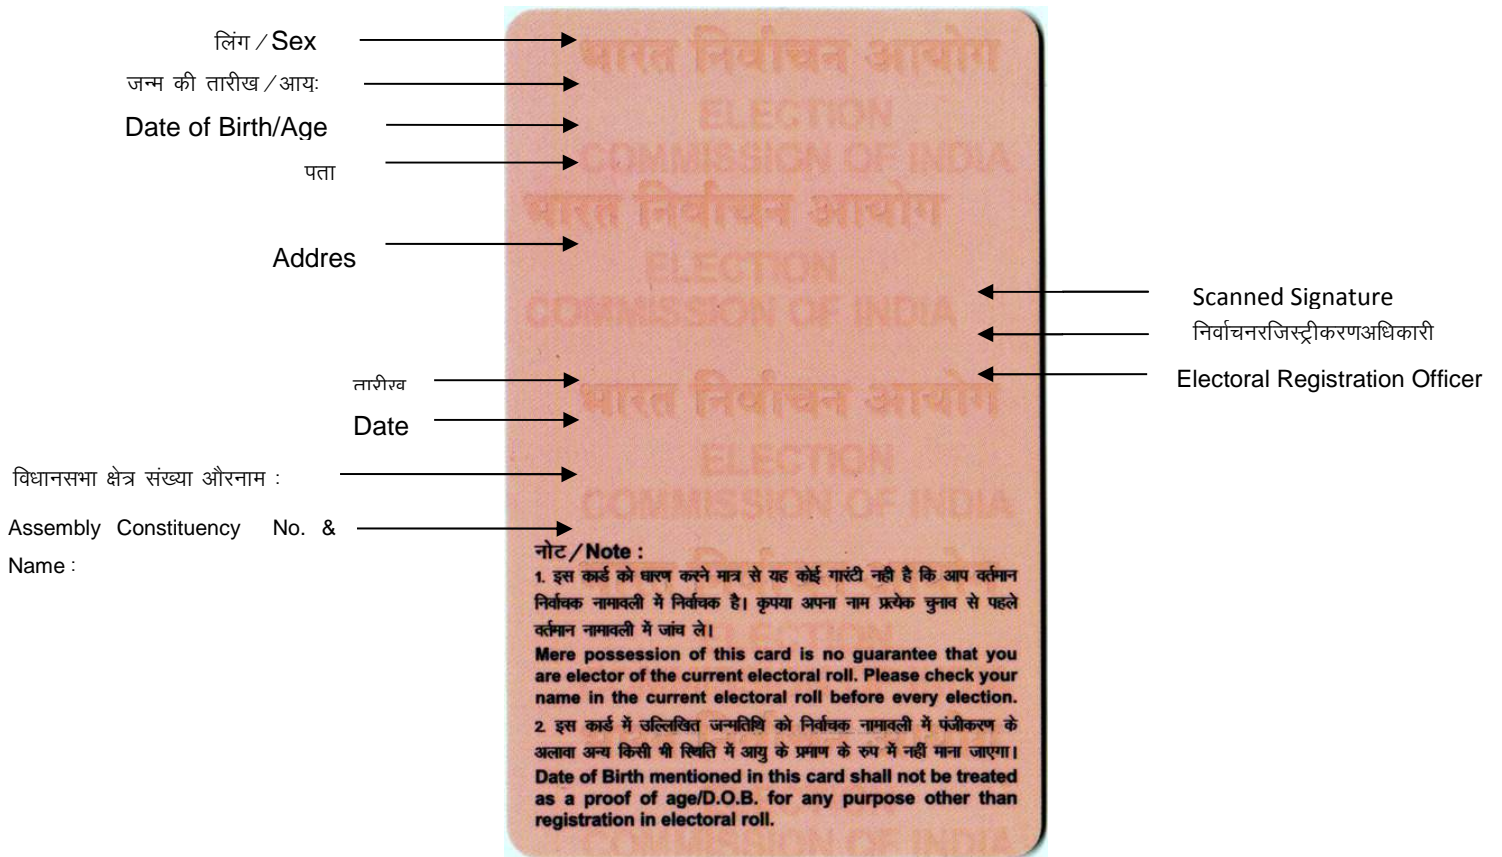 लिंग / Sex
जन्म की तारीख / आयः
Date of Birth/Age
पता
Addres
तारीख
Date
विधानसभा क्षेत्र संख्या औरनाम :
Assembly Constituency No. &
Name :
भारत निर्वाचन आयोग
ELECTION
COMMISSION OF INDIA
भारत निर्वाचन आयोग
ELECTION
COMMISSION OF INDIA
भारत निर्वाचन आयोग
ELECTION
COMMISSION OF INDIA
नोट / Note :
1. इस कार्ड को धारण करने मात्र से यह कोई गारंटी नही है कि आप वर्तमान
निर्वाचक नामावली में निर्वाचक है। कृपया अपना नाम प्रत्येक चुनाव से पहले
वर्तमान नामावली में जांच ले।
Mere possession of this card is no guarantee that you
are elector of the current electoral roll. Please check your
name in the current electoral roll before every election.
2. इस कार्ड में उल्लिखित जन्मतिथि को निर्वाचक नामावली में पंजीकरण के
अलावा अन्य किसी भी स्थिति में आयु के प्रमाण के रुप में नहीं माना जाएगा।
Date of Birth mentioned in this card shall not be treated
as a proof of age/D.O.B. for any purpose other than
registration in electoral roll.
COMMISSION OF INDIA
Scanned Signature
निर्वाचनरजिस्ट्रीकरणअधिकारी
Electoral Registration Officer